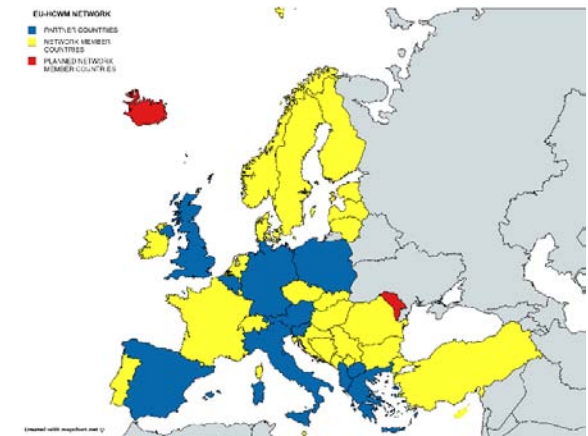 EU-HCWM NETWORK
PARTNER COUNTRIES
NETWORK MEMBER
COUNTRIES
PLANNED NETWORK
MEMBER COUNTRIES
Created with mapchart.net ©